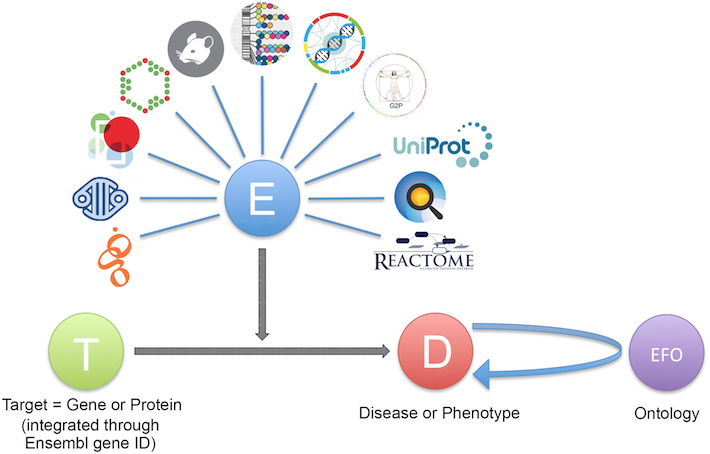 G2P
UniProt
E
REACTOME
T
D
EFO
Target = Gene or Protein
(integrated through
Ensembl gene ID)
Disease or Phenotype
Ontology